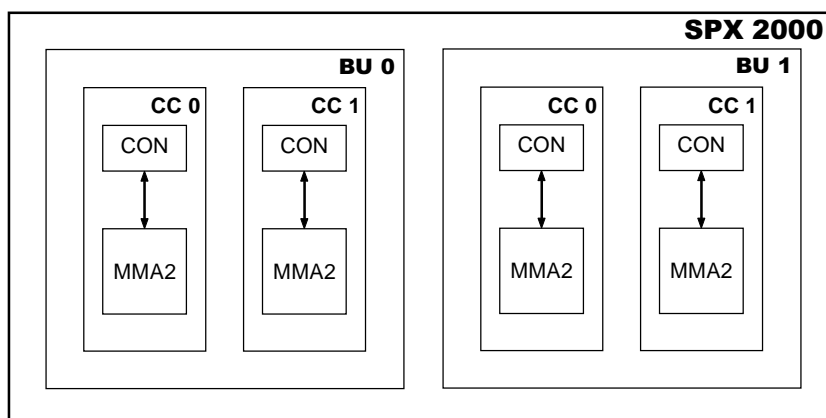 SPX 2000
BU 0
BU 1
CC 0
CC 1
CC 0
CC 1
CON
CON
CON
CON
MMA2
MMA2
MMA2
MMA2